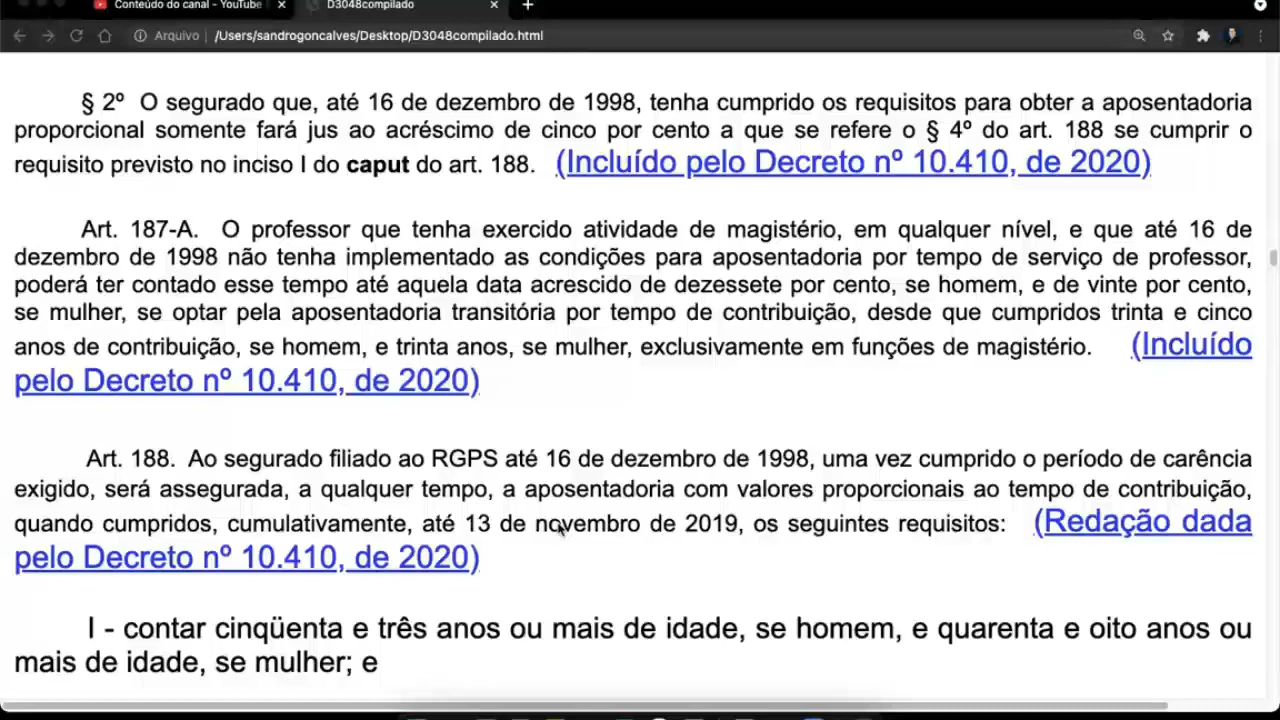 Conteúdo do canal - YouTube
D3048compilado
Arquivo
/Users/sandrogoncalves/Desktop/D3048compilado.html
§ 2º O segurado que, até 16 de dezembro de 1998, tenha cumprido os requisitos para obter a aposentadoria
proporcional somente fará jus ao acréscimo de cinco por cento a que se refere o § 4º do art. 188 se cumprir o
requisito previsto no inciso I do caput do art. 188. (Incluído pelo Decreto nº 10.410, de 2020)
Art. 187-A. O professor que tenha exercido atividade de magistério, em qualquer nível, e que até 16 de
dezembro de 1998 não tenha implementado as condições para aposentadoria por tempo de serviço de professor,
poderá ter contado esse tempo até aquela data acrescido de dezessete por cento, se homem, e de vinte por cento,
se mulher, se optar pela aposentadoria transitória por tempo de contribuição, desde que cumpridos trinta e cinco
anos de contribuição, se homem, e trinta anos, se mulher, exclusivamente em funções de magistério. (Incluído
pelo Decreto nº 10.410, de 2020)
Art. 188. Ao segurado filiado ao RGPS até 16 de dezembro de 1998, uma vez cumprido o período de carência
exigido, será assegurada, a qualquer tempo, a aposentadoria com valores proporcionais ao tempo de contribuição,
quando cumpridos, cumulativamente, até 13 de novembro de 2019, os seguintes requisitos: (Redação dada
pelo Decreto nº 10.410, de 2020)
I - contar cinqüenta e três anos ou mais de idade, se homem, e quarenta e oito anos ou
mais de idade, se mulher; e